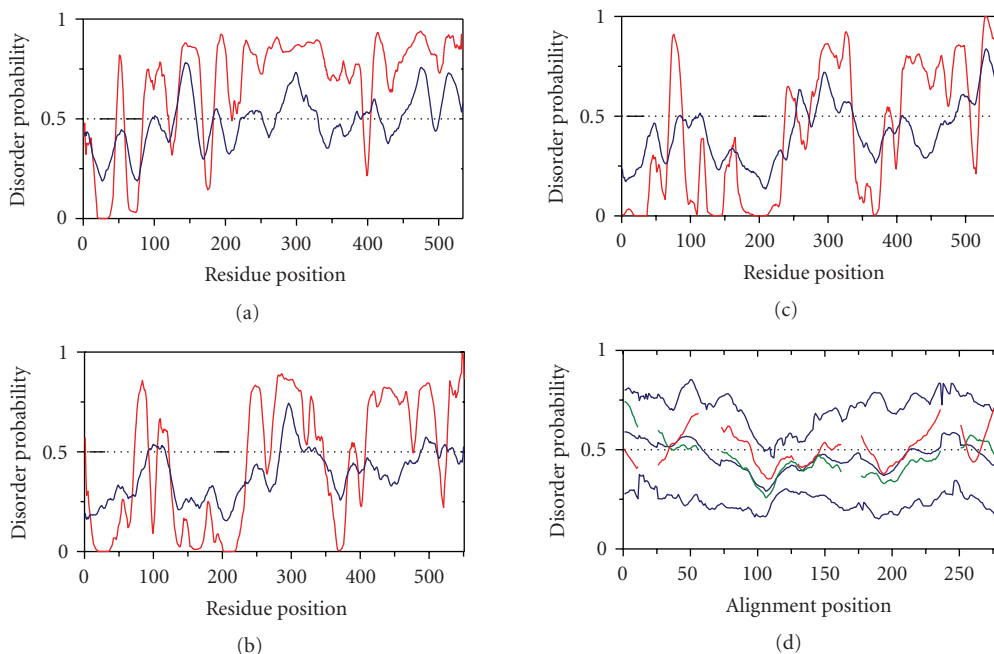 1
0.5
0
Disorder probability
0 100 200 300 400 500
Residue position
(a)
1
0.5
0
Disorder probability
0 100 200 300 400 500
Residue position
(b)
1
0.5
0
Disorder probability
0 100 200 300 400 500
Residue position
(c)
1
0.5
0
Disorder probability
0 50 100 150 200 250
Alignment position
(d)